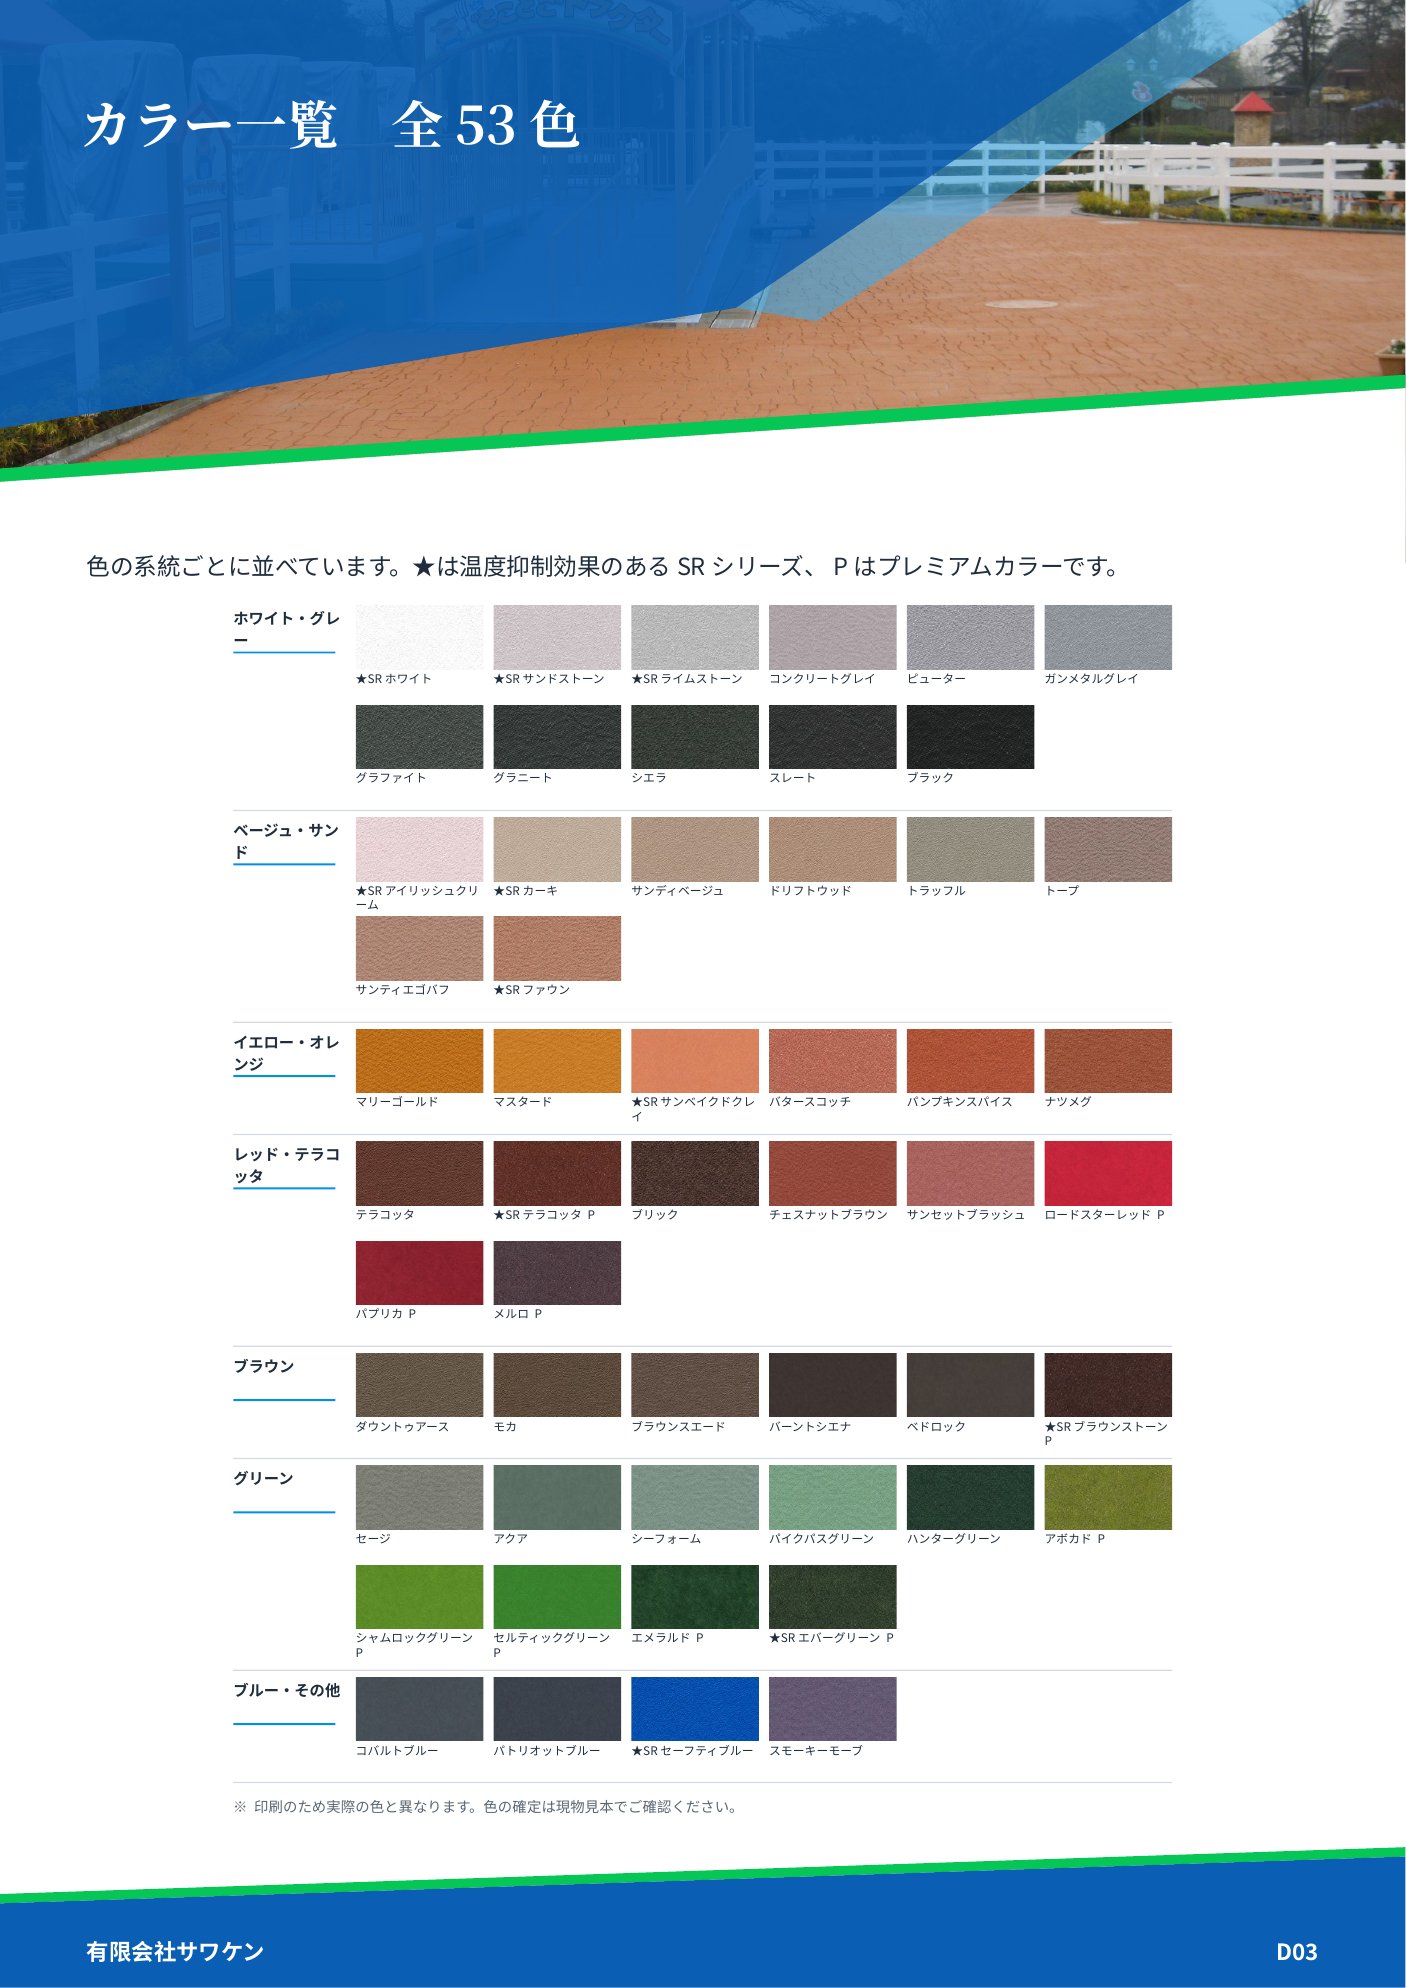 カラー一覧　全 53 色
色の系統ごとに並べています。★は温度抑制効果のある SR シリーズ、 P はプレミアムカラーです。
ホワイト・グレ
ー
★SR ホワイト
★SR サンドストーン
★SR ライムストーン
コンクリートグレイ
ピューター
ガンメタルグレイ
グラファイト
グラニート
シエラ
スレート
ブラック
ベージュ・サン
ド
★SR アイリッシュクリ
ーム
★SR カーキ
サンディベージュ
ドリフトウッド
トラッフル
トープ
サンティエゴバフ
★SR ファウン
イエロー・オレ
ンジ
マリーゴールド
マスタード
★SR サンベイクドクレ
イ
バタースコッチ
パンプキンスパイス
ナツメグ
レッド・テラコ
ッタ
テラコッタ
★SR テラコッタ P
ブリック
チェスナットブラウン
サンセットブラッシュ
ロードスターレッド P
パプリカ P
メルロ P
ブラウン
ダウントゥアース
モカ
ブラウンスエード
バーントシエナ
ベドロック
★SR ブラウンストーン
P
グリーン
セージ
アクア
シーフォーム
バイクパスグリーン
ハンターグリーン
アボカド P
シャムロックグリーン
P
セルティックグリーン
P
エメラルド P
★SR エバーグリーン P
ブルー・その他
コバルトブルー
パトリオットブルー
★SR セーフティブルー
スモーキーモーブ
※ 印刷のため実際の色と異なります。色の確定は現物見本でご確認ください。
有限会社サワケン
D03